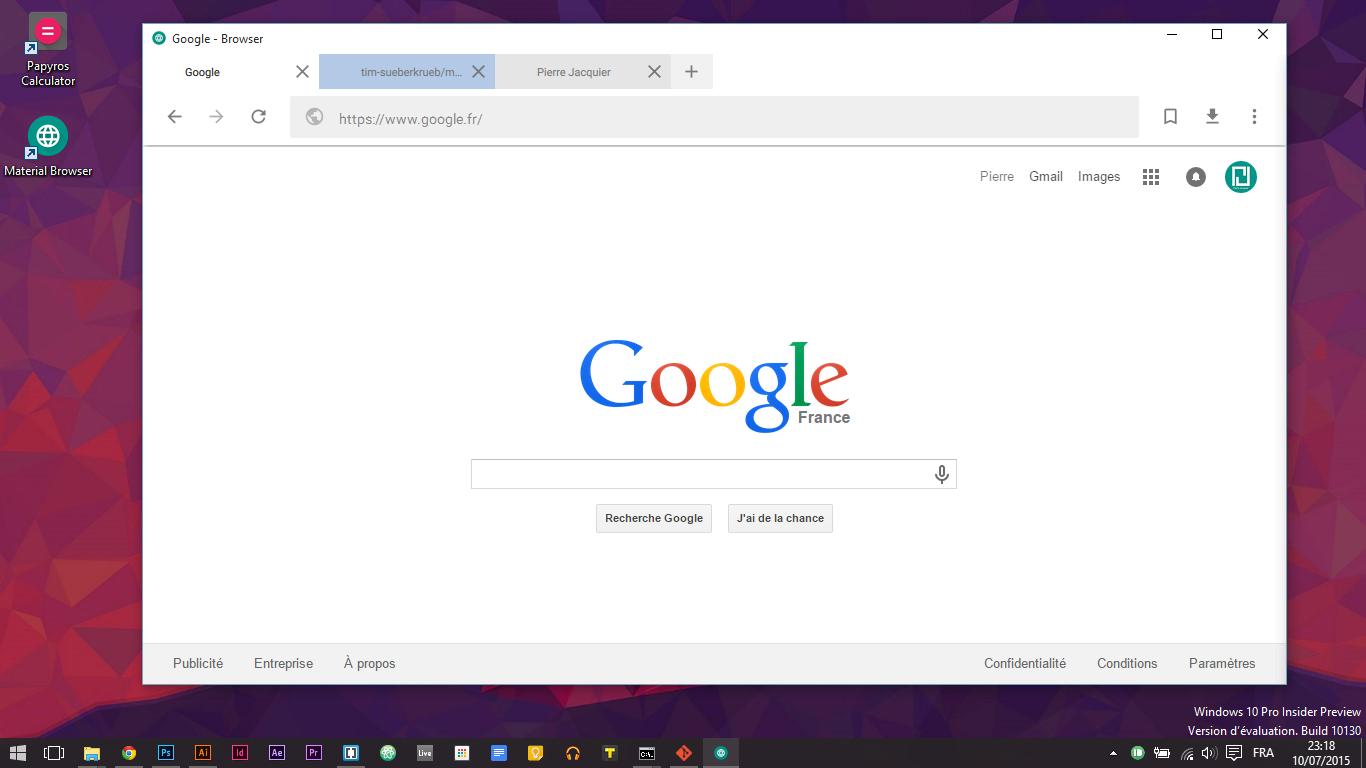 Papyros
Calculator
Material Browser
Google - Browser
Google
tim-sueberkrueb/m...
Pierre Jacquier
https://www.google.fr/
Pierre Gmail Images
Google
France
Recherche Google
J'ai de la chance
Publicité Entreprise À propos
Confidentialité Conditions Paramètres
Windows 10 Pro Insider Preview
Version d'évaluation. Build 10130
Ps Ai Id Ae Pr Live T C:\
FRA
23:18
10/07/2015